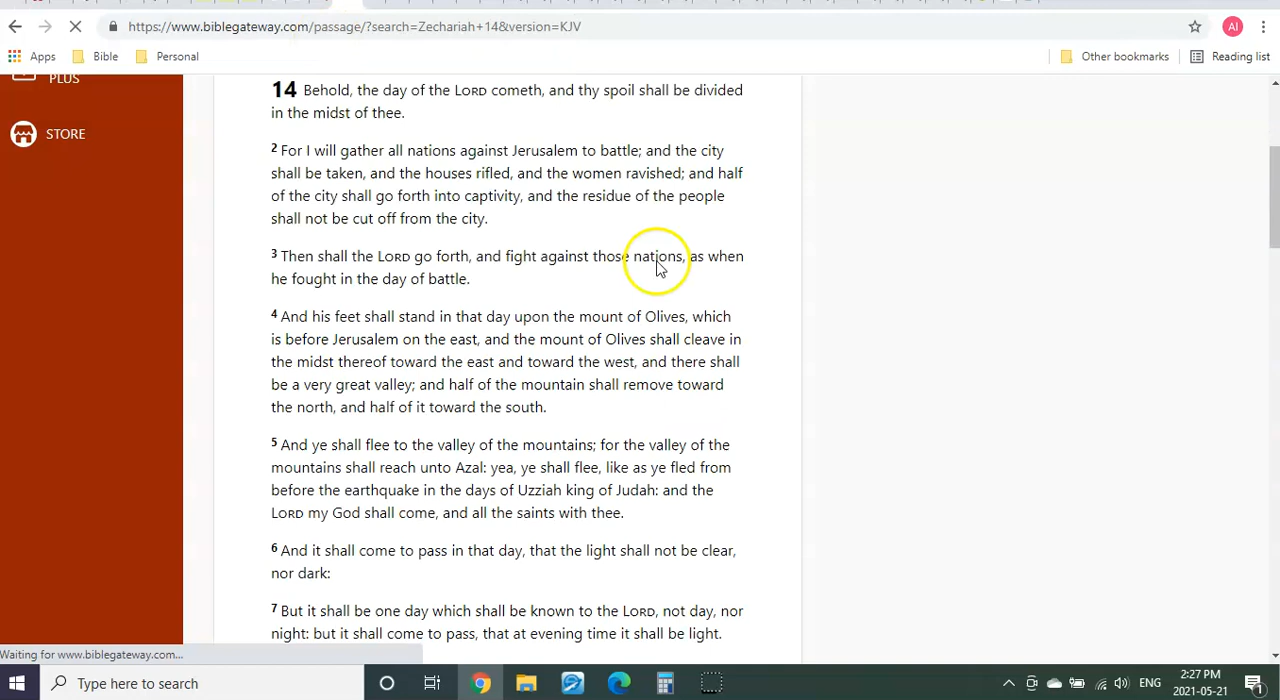 https://www.biblegateway.com/passage/?search=Zechariah+14&version=KJV
AI
Apps
Bible
Personal
Other bookmarks
Reading list
PLUS
STORE
14 Behold, the day of the LORD cometh, and thy spoil shall be divided
in the midst of thee.
2 For I will gather all nations against Jerusalem to battle; and the city
shall be taken, and the houses rifled, and the women ravished; and half
of the city shall go forth into captivity, and the residue of the people
shall not be cut off from the city.
3 Then shall the LORD go forth, and fight against those nations, as when
he fought in the day of battle.
4 And his feet shall stand in that day upon the mount of Olives, which
is before Jerusalem on the east, and the mount of Olives shall cleave in
the midst thereof toward the east and toward the west, and there shall
be a very great valley; and half of the mountain shall remove toward
the north, and half of it toward the south.
5 And ye shall flee to the valley of the mountains; for the valley of the
mountains shall reach unto Azal: yea, ye shall flee, like as ye fled from
before the earthquake in the days of Uzziah king of Judah: and the
LORD my God shall come, and all the saints with thee.
6 And it shall come to pass in that day, that the light shall not be clear,
nor dark:
7 But it shall be one day which shall be known to the LORD, not day, nor
night: but it shall come to pass, that at evening time it shall be light.
Waiting for www.biblegateway.com...
Type here to search
ENG
2:27 PM
2021-05-21
1